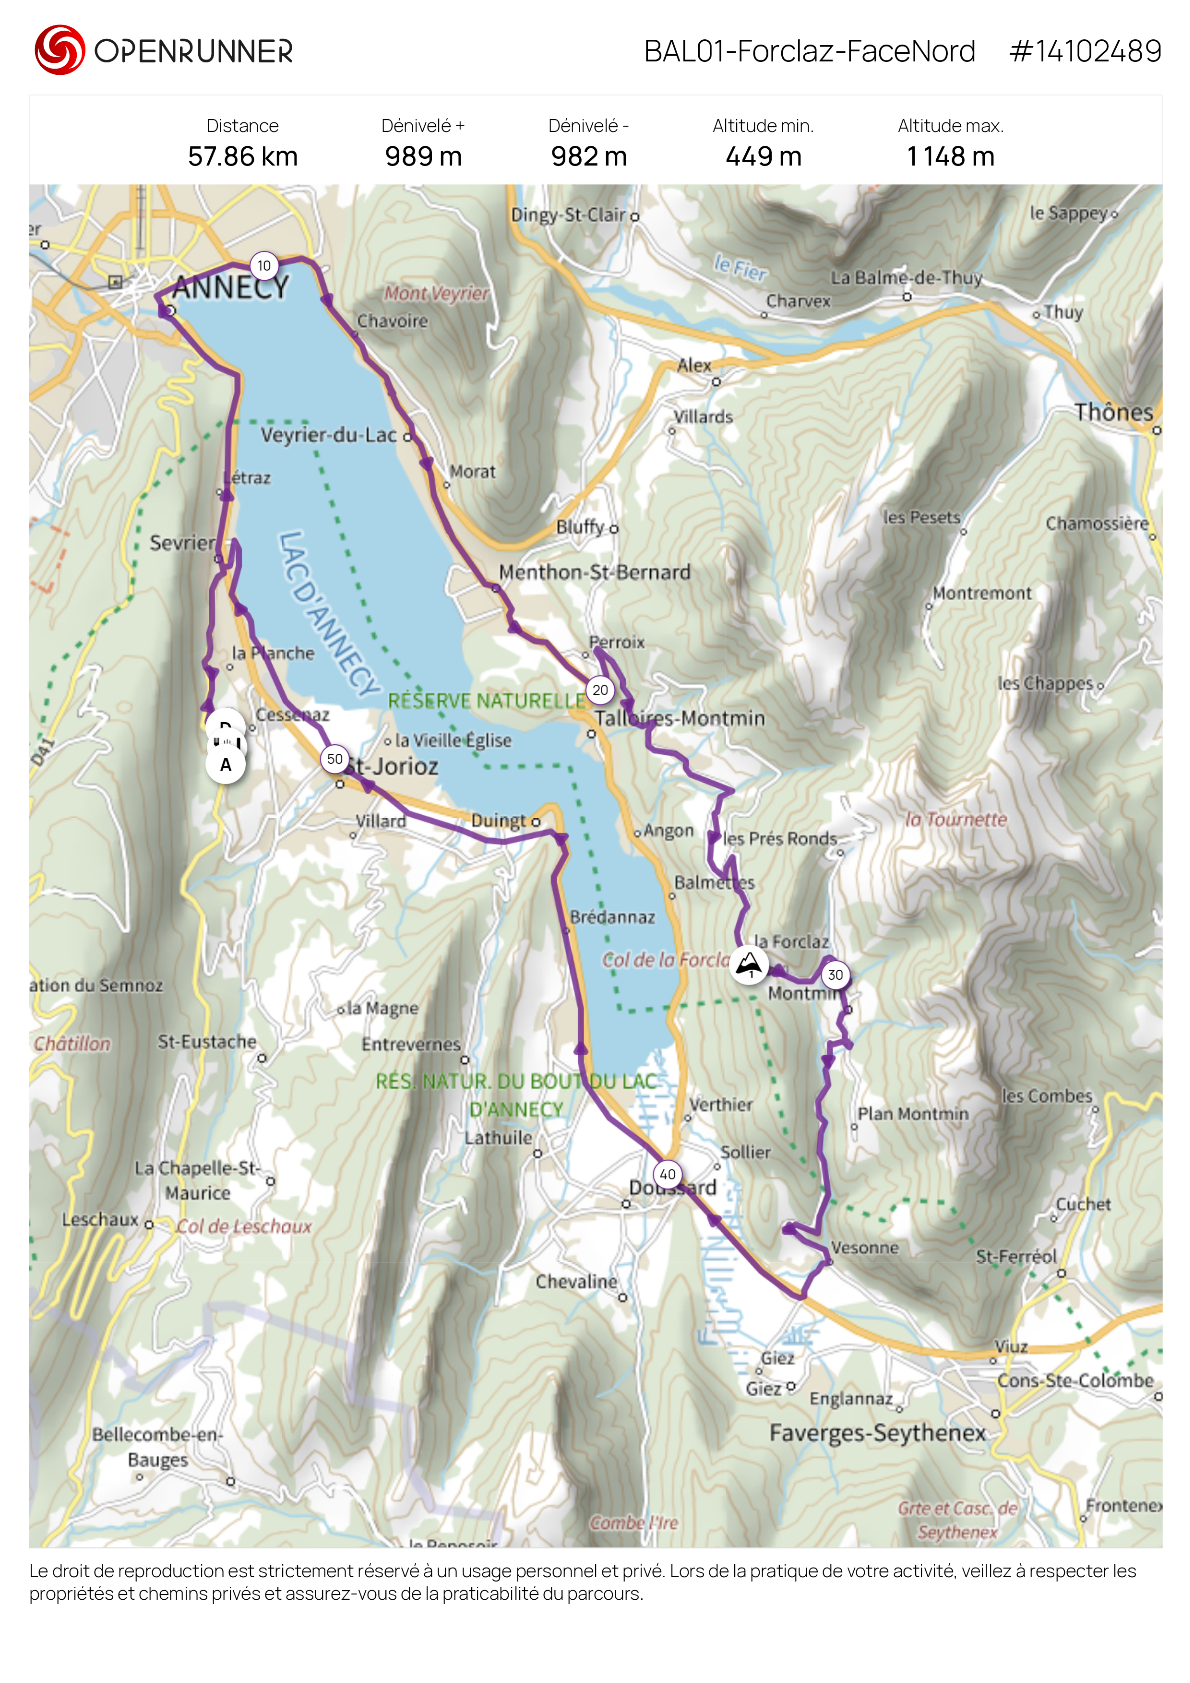 OPENRUNNER
BAL01-Forclaz-FaceNord #14102489
Distance
57.86 km
Dénivelé +
989 m
Dénivelé -
982 m
Altitude min.
449 m
Altitude max.
1 148 m
Dingy-St-Clair
le Sappey
er
le Fier
La Balme-de-Thuy
10
ANNECY
Mont Veyrier
Charvex
Thuy
Chavoire
Alex
Thônes
Villards
Veyrier-du-Lac
Morat
Létraz
les Pesets
Chamossière
Bluffy
Sevrier
LAC D'ANNECY
Menthon-St-Bernard
Montremont
Perroix
la Planche
les Chappes
20
RÉSERVE NATURELLE
Talloires-Montmin
Cessenaz
D
la Vieille Église
D41
A
50
St-Jorioz
Villard
Duingt
Angon
la Tournette
les Prés Ronds
Balmettes
Brédannaz
la Forclaz
Col de la Forcla
30
ation du Semnoz
Montmin
la Magne
Châtillon
St-Eustache
Entrevernes
RÉS. NATUR. DU BOUT DU LAC
D'ANNECY
les Combes
Verthier
Plan Montmin
Lathuile
Sollier
La Chapelle-St-
Maurice
40
Doussard
Cuchet
Leschaux
Col de Leschaux
Vesonne
St-Ferréol
Chevaline
Viuz
Giez
Giez
Cons-Ste-Colombe
Englannaz
Faverges-Seythenex
Bellecombe-en-
Bauges
Combe l'Ire
Grte et Casc. de
Seythenex
Frontenex
le Reposoir
Le droit de reproduction est strictement réservé à un usage personnel et privé. Lors de la pratique de votre activité, veillez à respecter les
propriétés et chemins privés et assurez-vous de la praticabilité du parcours.